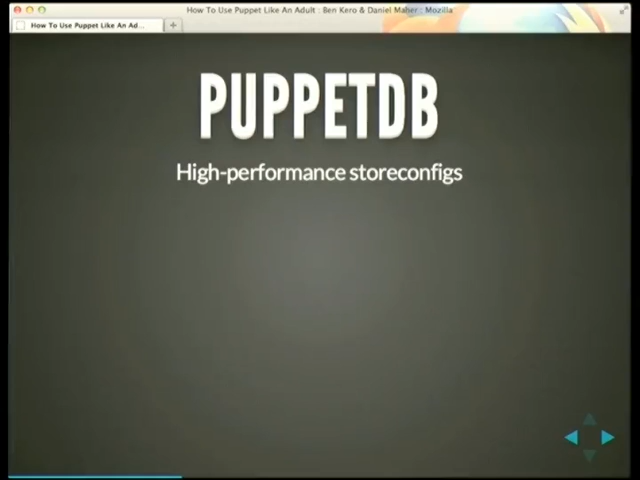 How To Use Puppet Like An Adult : Ben Kero & Daniel Maher : Mozilla
How To Use Puppet Like An Ad...
PUPPETDB
High-performance storeconfigs